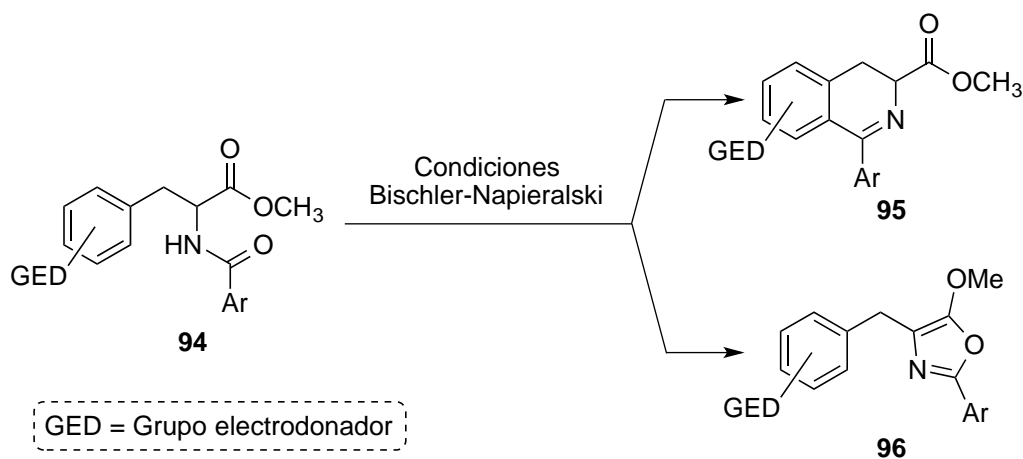 O
OCH3
N
GED
Ar
95
Condiciones
Bischler-Napieralski
O
OCH3
HN
O
GED
Ar
94
OMe
O
N
GED
Ar
96
GED = Grupo electrodonador